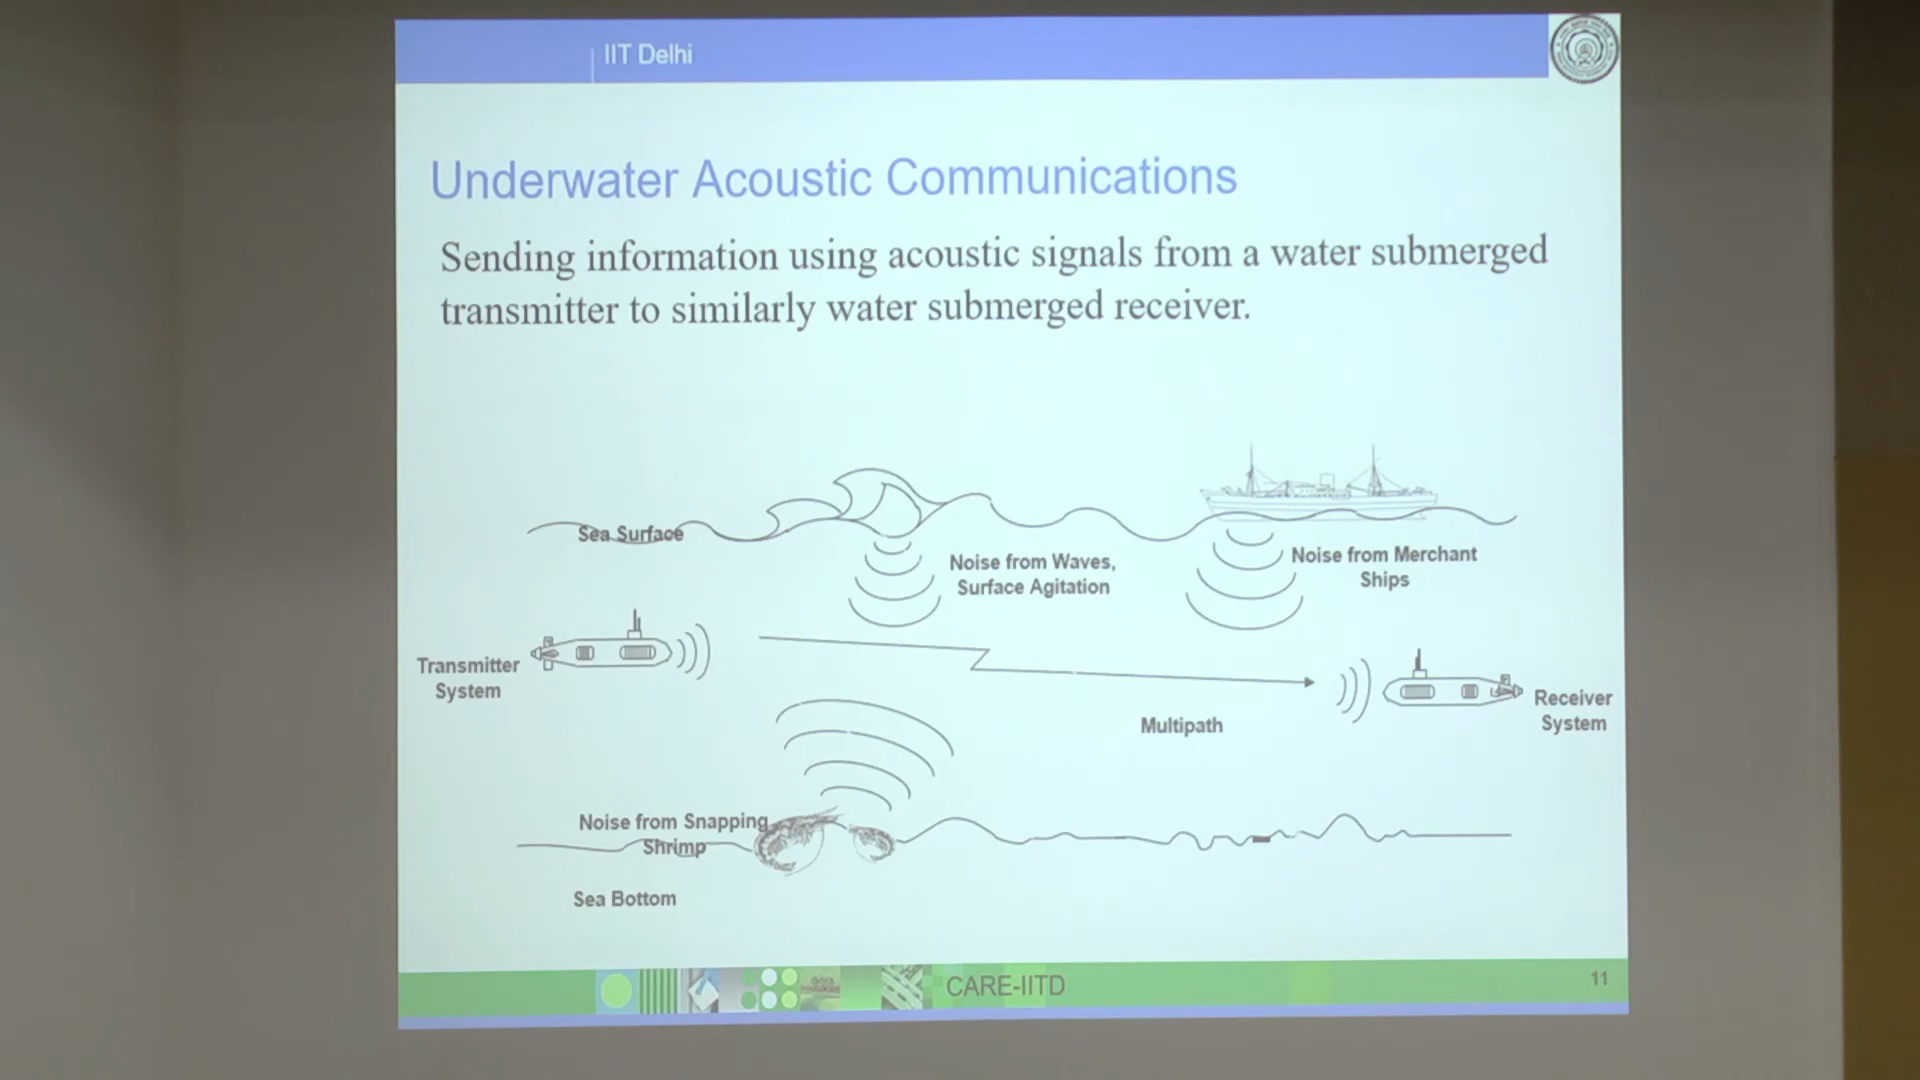 IIT Delhi
Underwater Acoustic Communications
Sending information using acoustic signals from a water submerged
transmitter to similarly water submerged receiver.
Sea Surface
Noise from Waves,
Surface Agitation
Noise from Merchant
Ships
Transmitter
System
Receiver
System
Multipath
Noise from Snapping
Shrimp
Sea Bottom
CARE-IITD
11